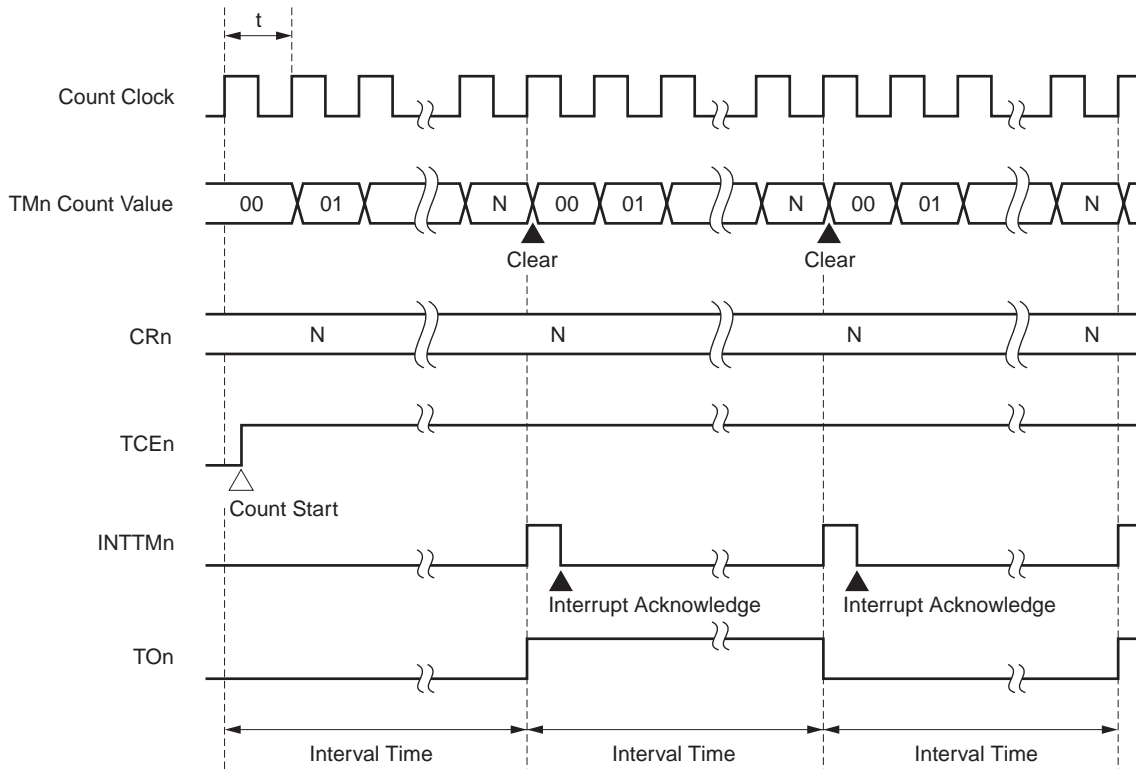 t
Count Clock
TMn Count Value 00 01 N 00 01 N 00 01 N
Clear Clear
CRn N N N N
TCEn
Count Start
INTTMn
Interrupt Acknowledge Interrupt Acknowledge
TOn
Interval Time Interval Time Interval Time